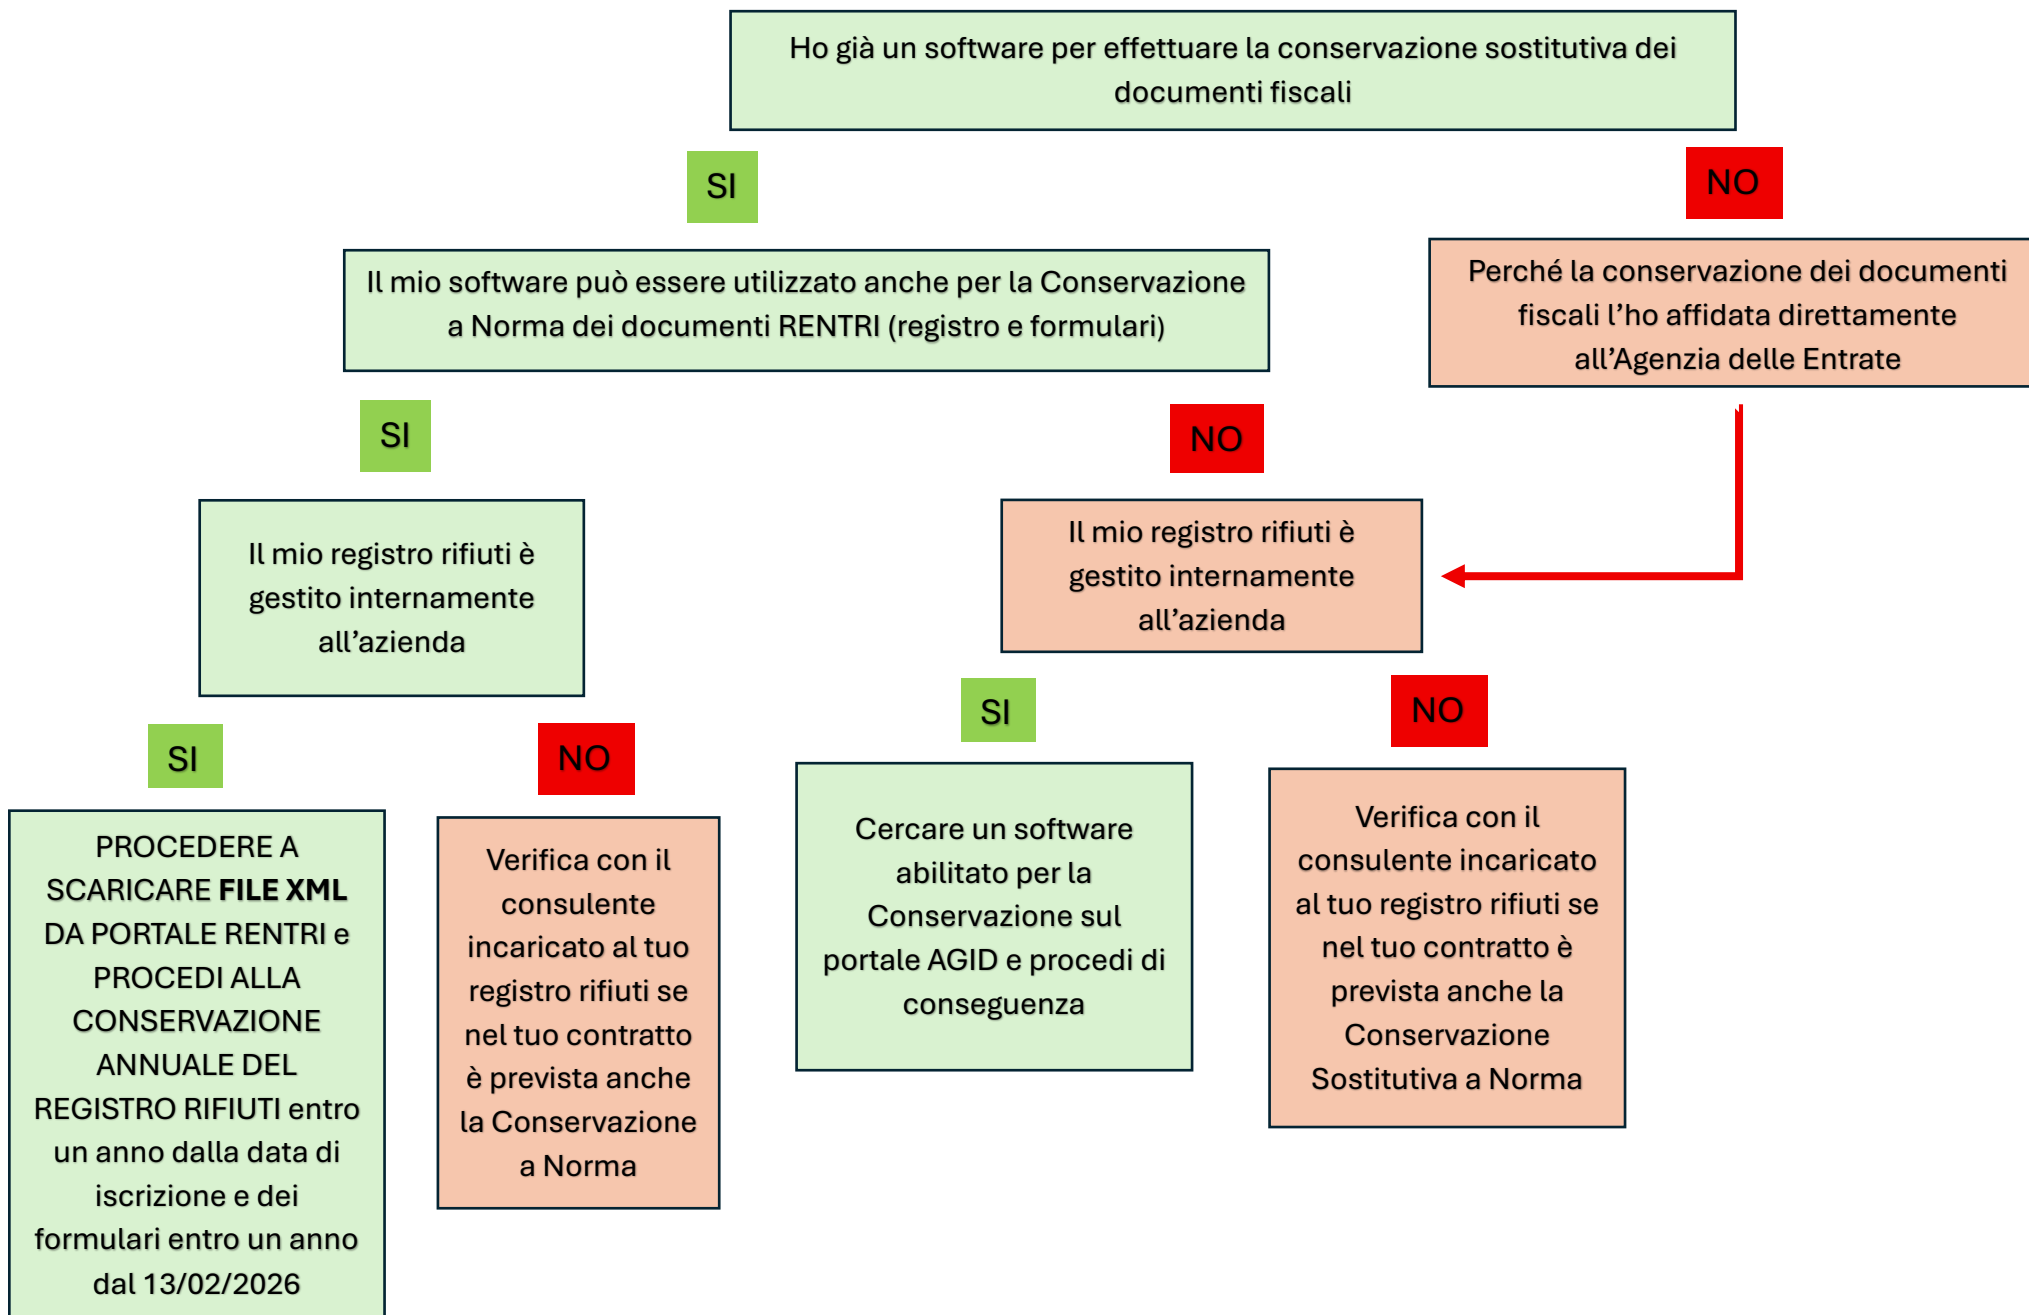 Ho già un software per effettuare la conservazione sostitutiva dei
documenti fiscali
SI
NO
Il mio software può essere utilizzato anche per la Conservazione
a Norma dei documenti RENTRI (registro e formulari)
Perché la conservazione dei documenti
fiscali l’ho affidata direttamente
all’Agenzia delle Entrate
SI
NO
Il mio registro rifiuti è
gestito internamente
all’azienda
Il mio registro rifiuti è
gestito internamente
all’azienda
SI
NO
SI
NO
PROCEDERE A
SCARICARE FILE XML
DA PORTALE RENTRI e
PROCEDI ALLA
CONSERVAZIONE
ANNUALE DEL
REGISTRO RIFIUTI entro
un anno dalla data di
iscrizione e dei
formulari entro un anno
dal 13/02/2026
Verifica con il
consulente
incaricato al tuo
registro rifiuti se
nel tuo contratto
è prevista anche
la Conservazione
a Norma
Cercare un software
abilitato per la
Conservazione sul
portale AGID e procedi di
conseguenza
Verifica con il
consulente incaricato
al tuo registro rifiuti se
nel tuo contratto è
prevista anche la
Conservazione
Sostitutiva a Norma